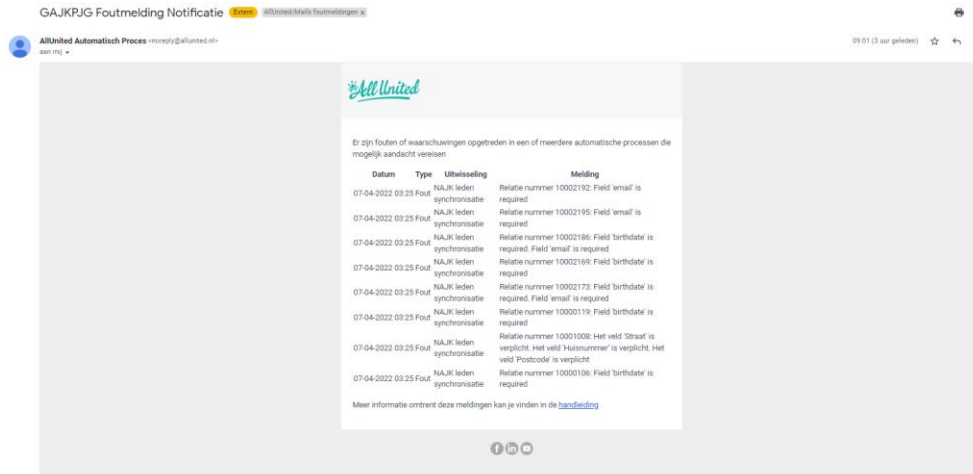 GAJKPJG Foutmelding Notificatie Extern AllUnited/Mails foutmeldingen x
AllUnited Automatisch Proces <noreply@allunited.nl>
09:01 (3 uur geleden)
aan mij
All United
Er zijn fouten of waarschuwingen opgetreden in een of meerdere automatische processen die
mogelijk aandacht vereisen
Datum Type Uitwisseling Melding
07-04-2022 03:25 Fout NAJK leden synchronisatie Relatie nummer 10002192: Field 'email' is
required
07-04-2022 03:25 Fout NAJK leden synchronisatie Relatie nummer 10002195: Field 'email' is
required
07-04-2022 03:25 Fout NAJK leden synchronisatie Relatie nummer 10002186: Field 'birthdate' is
required. Field 'email' is required
07-04-2022 03:25 Fout NAJK leden synchronisatie Relatie nummer 10002169: Field 'birthdate' is
required
07-04-2022 03:25 Fout NAJK leden synchronisatie Relatie nummer 10002173: Field 'birthdate' is
required. Field 'email' is required
07-04-2022 03:25 Fout NAJK leden synchronisatie Relatie nummer 10000119: Field 'birthdate' is
required
07-04-2022 03:25 Fout NAJK leden synchronisatie Relatie nummer 10001008: Het veld 'Straat' is
verplicht. Het veld 'Huisnummer' is verplicht. Het
veld 'Postcode' is verplicht
07-04-2022 03:25 Fout NAJK leden synchronisatie Relatie nummer 10000106: Field 'birthdate' is
required
Meer informatie omtrent deze meldingen kan je vinden in de handleiding